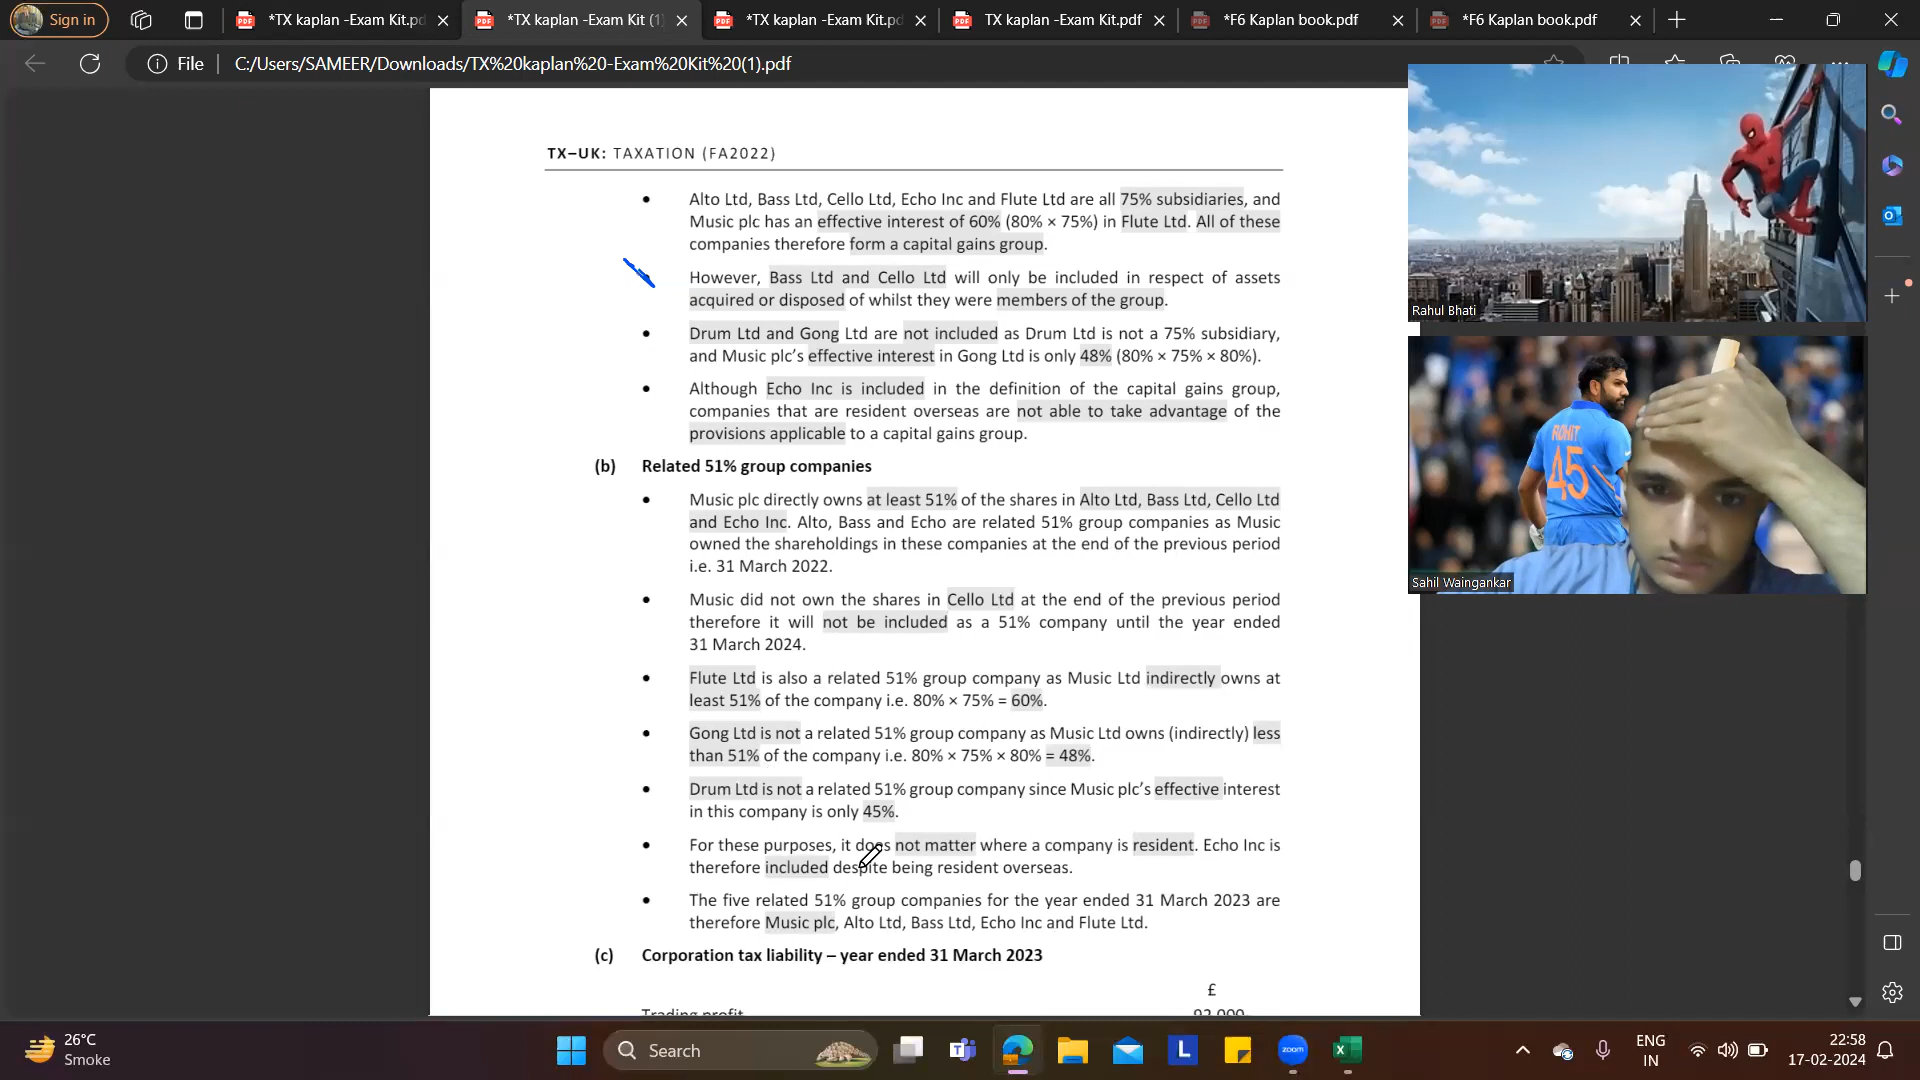 Sign in
*TX kaplan -Exam Kit.pd
*TX kaplan -Exam Kit (1)
*TX kaplan -Exam Kit.pd
TX kaplan -Exam Kit.pdf
*F6 Kaplan book.pdf
*F6 Kaplan book.pdf
File
C:/Users/SAMEER/Downloads/TX%20kaplan%20-Exam%20Kit%20(1).pdf
TX–UK: TAXATION (FA2022)
• Alto Ltd, Bass Ltd, Cello Ltd, Echo Inc and Flute Ltd are all 75% subsidiaries, and
Music plc has an effective interest of 60% (80% × 75%) in Flute Ltd. All of these
companies therefore form a capital gains group.
However, Bass Ltd and Cello Ltd will only be included in respect of assets
acquired or disposed of whilst they were members of the group.
• Drum Ltd and Gong Ltd are not included as Drum Ltd is not a 75% subsidiary,
and Music plc's effective interest in Gong Ltd is only 48% (80% × 75% × 80%).
• Although Echo Inc is included in the definition of the capital gains group,
companies that are resident overseas are not able to take advantage of the
provisions applicable to a capital gains group.
(b) Related 51% group companies
• Music plc directly owns at least 51% of the shares in Alto Ltd, Bass Ltd, Cello Ltd
and Echo Inc. Alto, Bass and Echo are related 51% group companies as Music
owned the shareholdings in these companies at the end of the previous period
i.e. 31 March 2022.
• Music did not own the shares in Cello Ltd at the end of the previous period
therefore it will not be included as a 51% company until the year ended
31 March 2024.
• Flute Ltd is also a related 51% group company as Music Ltd indirectly owns at
least 51% of the company i.e. 80% × 75% = 60%.
• Gong Ltd is not a related 51% group company as Music Ltd owns (indirectly) less
than 51% of the company i.e. 80% × 75% × 80% = 48%.
• Drum Ltd is not a related 51% group company since Music plc's effective interest
in this company is only 45%.
• For these purposes, it does not matter where a company is resident. Echo Inc is
therefore included despite being resident overseas.
• The five related 51% group companies for the year ended 31 March 2023 are
therefore Music plc, Alto Ltd, Bass Ltd, Echo Inc and Flute Ltd.
(c) Corporation tax liability – year ended 31 March 2023
£
Trading profit 92,000
Rahul Bhati
ROHIT
45
Sahil Waingankar
26°C
Smoke
Search
zoom
ENG
IN
22:58
17-02-2024